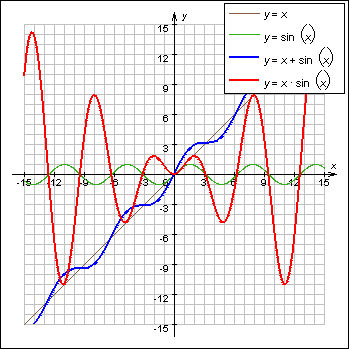 y = x
y = sin (x)
y = x + sin (x)
y = x · sin (x)
y
15
12
9
6
3
x
-15 -12 -9 -6 -3 3 6 9 12 15
-3
-6
-9
-12
-15